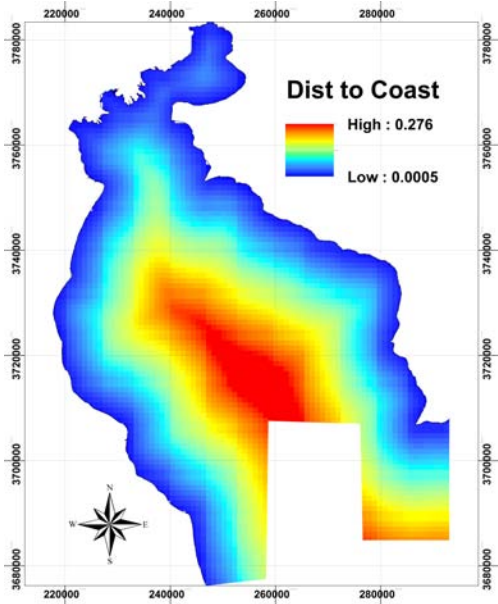 220000 240000 260000 280000
3780000 3780000
Dist to Coast
High : 0.276
Low : 0.0005
3760000 3760000
3740000 3740000
3720000 3720000
3700000 3700000
N
W E
S
3680000 3680000
220000 240000 260000 280000